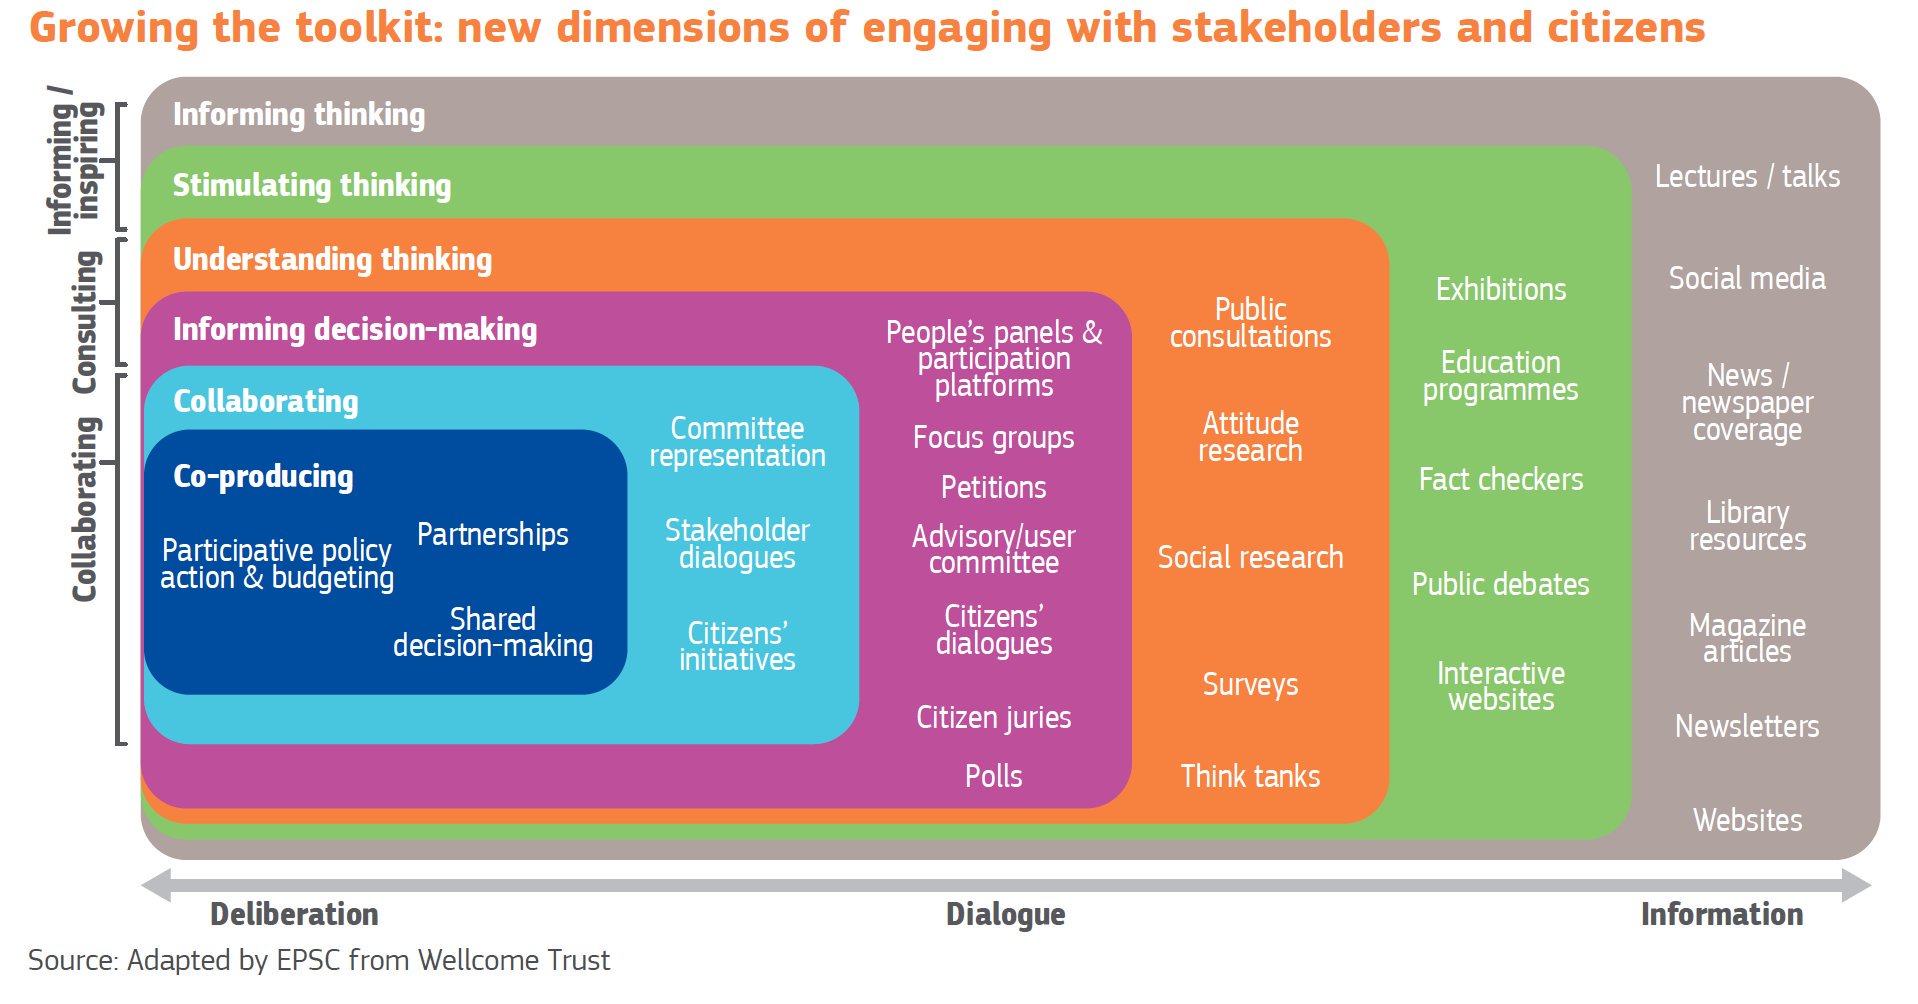 Growing the toolkit: new dimensions of engaging with stakeholders and citizens
Informing /
inspiring
Consulting
Collaborating
Informing thinking
Stimulating thinking
Understanding thinking
Informing decision-making
Collaborating
Co-producing
Participative policy
action & budgeting
Partnerships
Shared
decision-making
Committee
representation
Stakeholder
dialogues
Citizens’
initiatives
People’s panels &
participation
platforms
Focus groups
Petitions
Advisory/user
committee
Citizens’
dialogues
Citizen juries
Polls
Public
consultations
Attitude
research
Social research
Surveys
Think tanks
Exhibitions
Education
programmes
Fact checkers
Public debates
Interactive
websites
Lectures / talks
Social media
News /
newspaper
coverage
Library
resources
Magazine
articles
Newsletters
Websites
Deliberation
Dialogue
Information
Source: Adapted by EPSC from Wellcome Trust